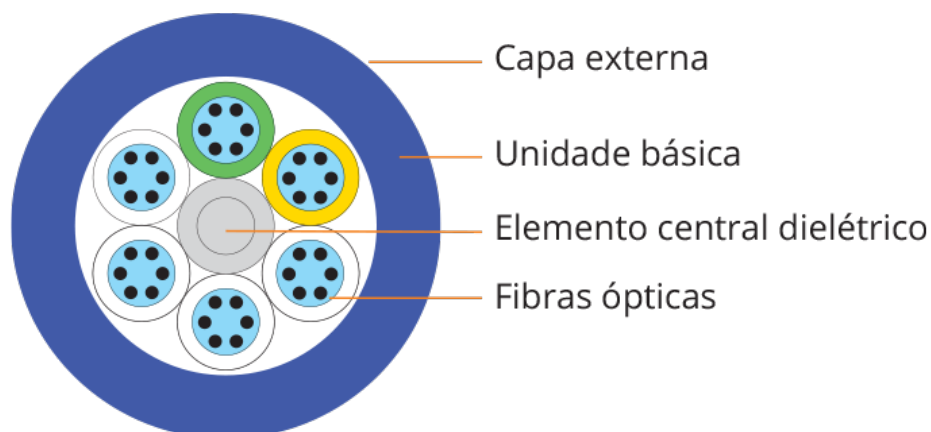 Capa externa
Unidade básica
Elemento central dielétrico
Fibras ópticas